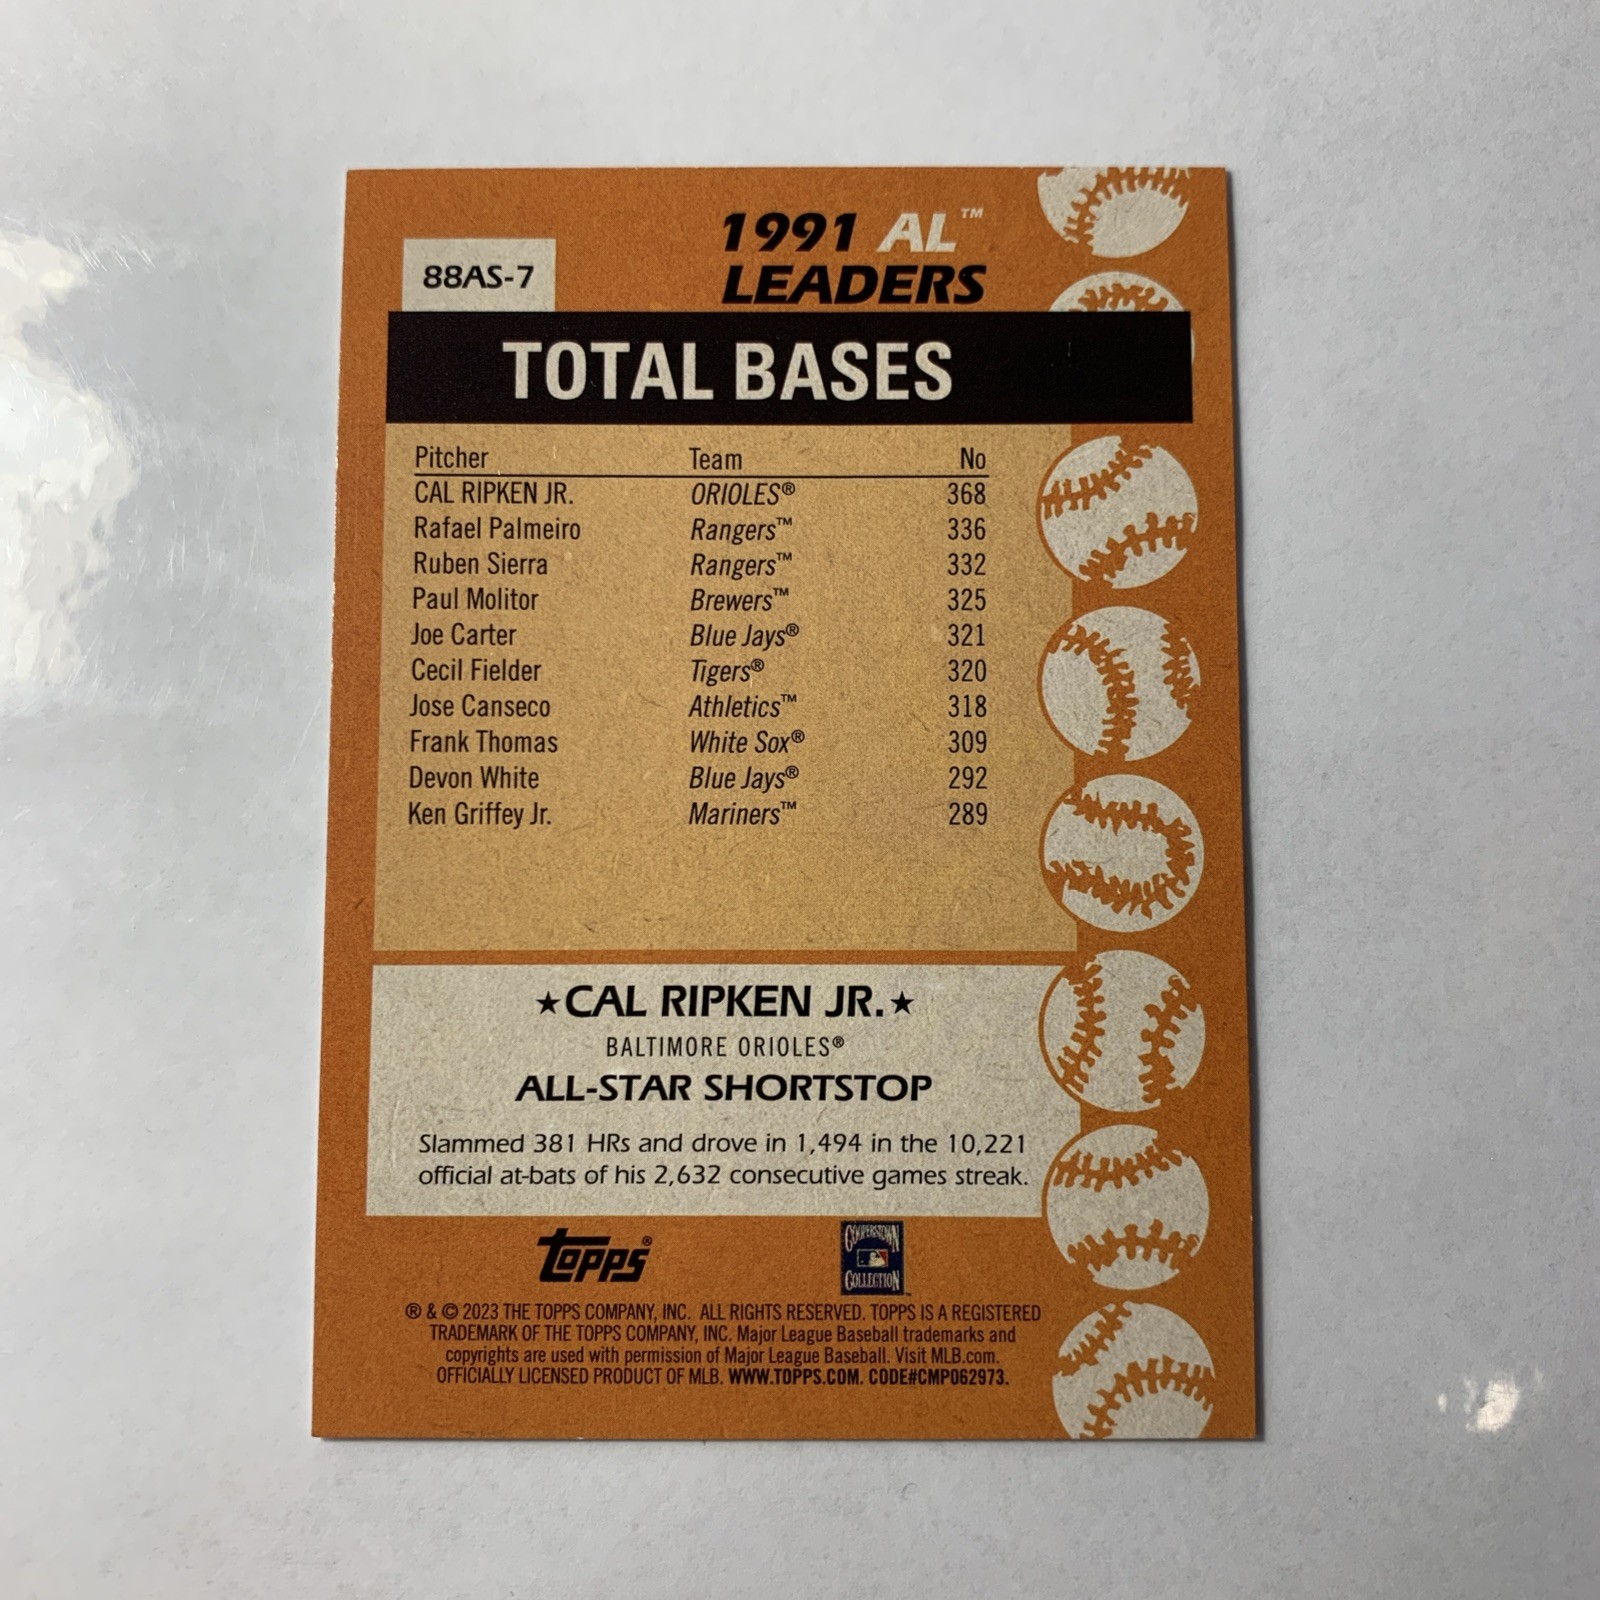 88AS-7
1991 AL™
LEADERS
TOTAL BASES
Pitcher Team No
CAL RIPKEN JR. ORIOLES® 368
Rafael Palmeiro Rangers™ 336
Ruben Sierra Rangers™ 332
Paul Molitor Brewers™ 325
Joe Carter Blue Jays® 321
Cecil Fielder Tigers® 320
Jose Canseco Athletics™ 318
Frank Thomas White Sox® 309
Devon White Blue Jays® 292
Ken Griffey Jr. Mariners™ 289
★CAL RIPKEN JR.★
BALTIMORE ORIOLES®
ALL-STAR SHORTSTOP
Slammed 381 HRs and drove in 1,494 in the 10,221
official at-bats of his 2,632 consecutive games streak.
topps®
COOPERSTOWN
COLLECTION
® & © 2023 THE TOPPS COMPANY, INC. ALL RIGHTS RESERVED. TOPPS IS A REGISTERED
TRADEMARK OF THE TOPPS COMPANY, INC. Major League Baseball trademarks and
copyrights are used with permission of Major League Baseball. Visit MLB.com.
OFFICIALLY LICENSED PRODUCT OF MLB. WWW.TOPPS.COM. CODE#CMP062973.